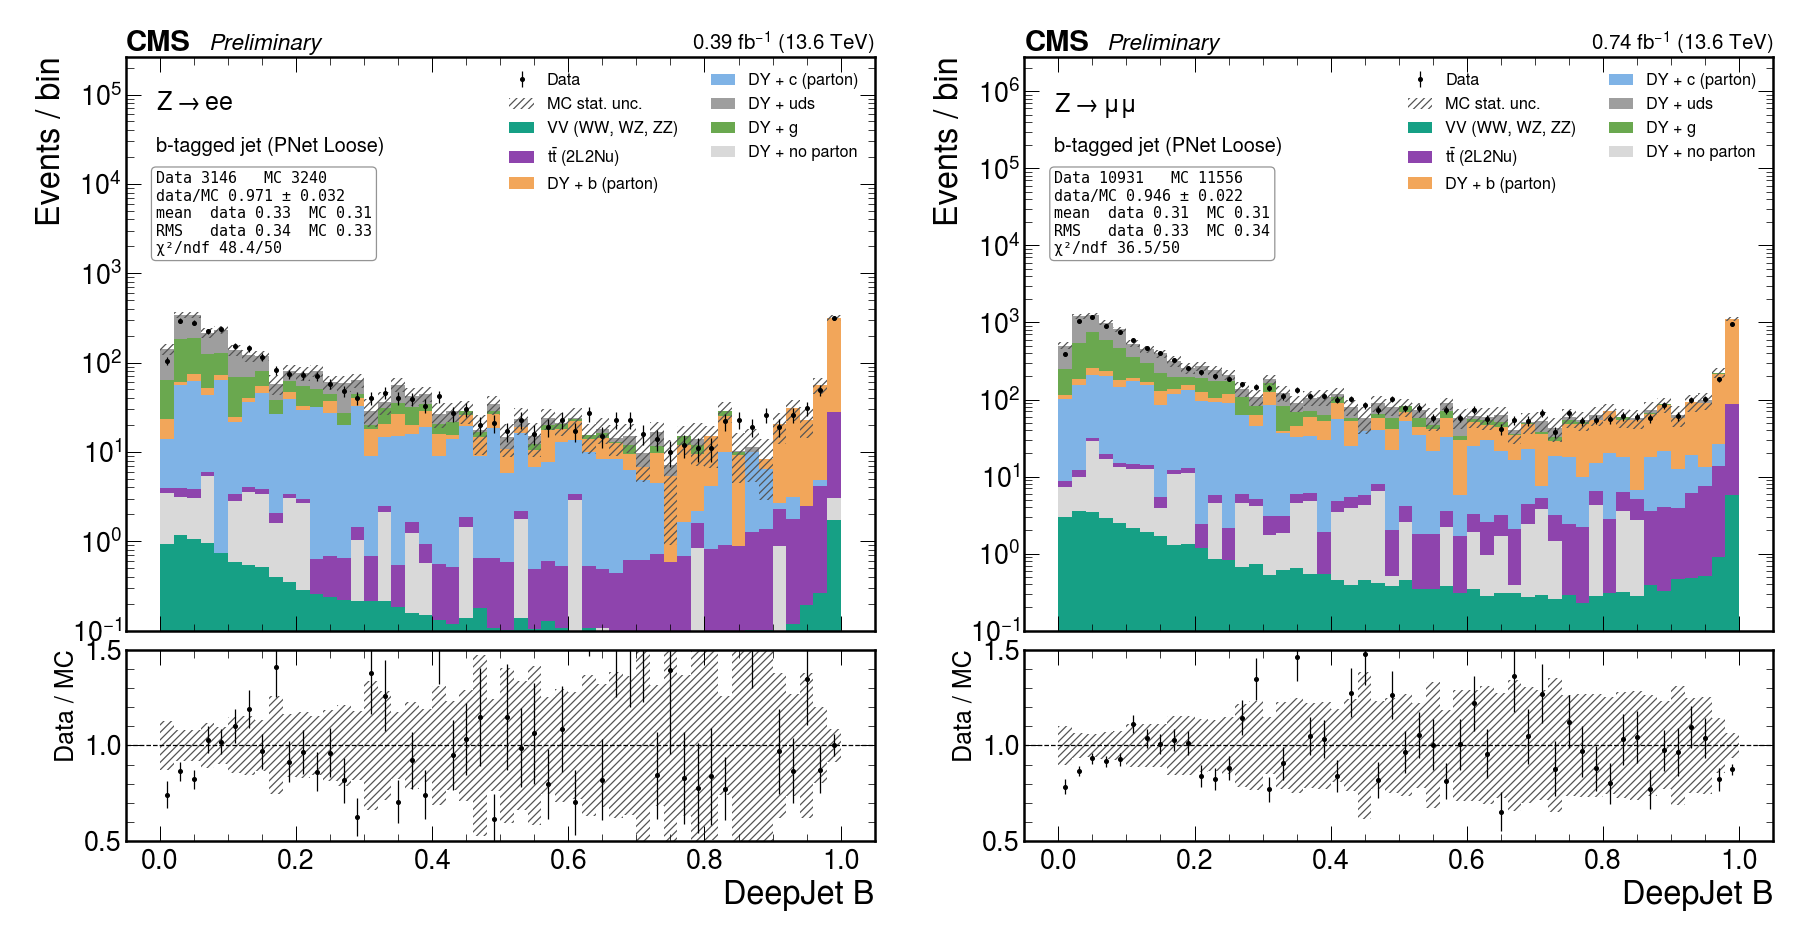 CMS Preliminary 0.39 fb⁻¹ (13.6 TeV)
Events / bin
Z → ee
b-tagged jet (PNet Loose)
Data 3146 MC 3240
data/MC 0.971 ± 0.032
mean data 0.33 MC 0.31
RMS data 0.34 MC 0.33
χ²/ndf 48.4/50
Data
MC stat. unc.
VV (WW, WZ, ZZ)
tt̄ (2L2Nu)
DY + b (parton)
DY + c (parton)
DY + uds
DY + g
DY + no parton
10⁵
10⁴
10³
10²
10¹
10⁰
10⁻¹
Data / MC
1.5
1.0
0.5
0.0 0.2 0.4 0.6 0.8 1.0
DeepJet B
CMS Preliminary 0.74 fb⁻¹ (13.6 TeV)
Events / bin
Z → μμ
b-tagged jet (PNet Loose)
Data 10931 MC 11556
data/MC 0.946 ± 0.022
mean data 0.31 MC 0.31
RMS data 0.33 MC 0.34
χ²/ndf 36.5/50
Data
MC stat. unc.
VV (WW, WZ, ZZ)
tt̄ (2L2Nu)
DY + b (parton)
DY + c (parton)
DY + uds
DY + g
DY + no parton
10⁶
10⁵
10⁴
10³
10²
10¹
10⁰
10⁻¹
Data / MC
1.5
1.0
0.5
0.0 0.2 0.4 0.6 0.8 1.0
DeepJet B